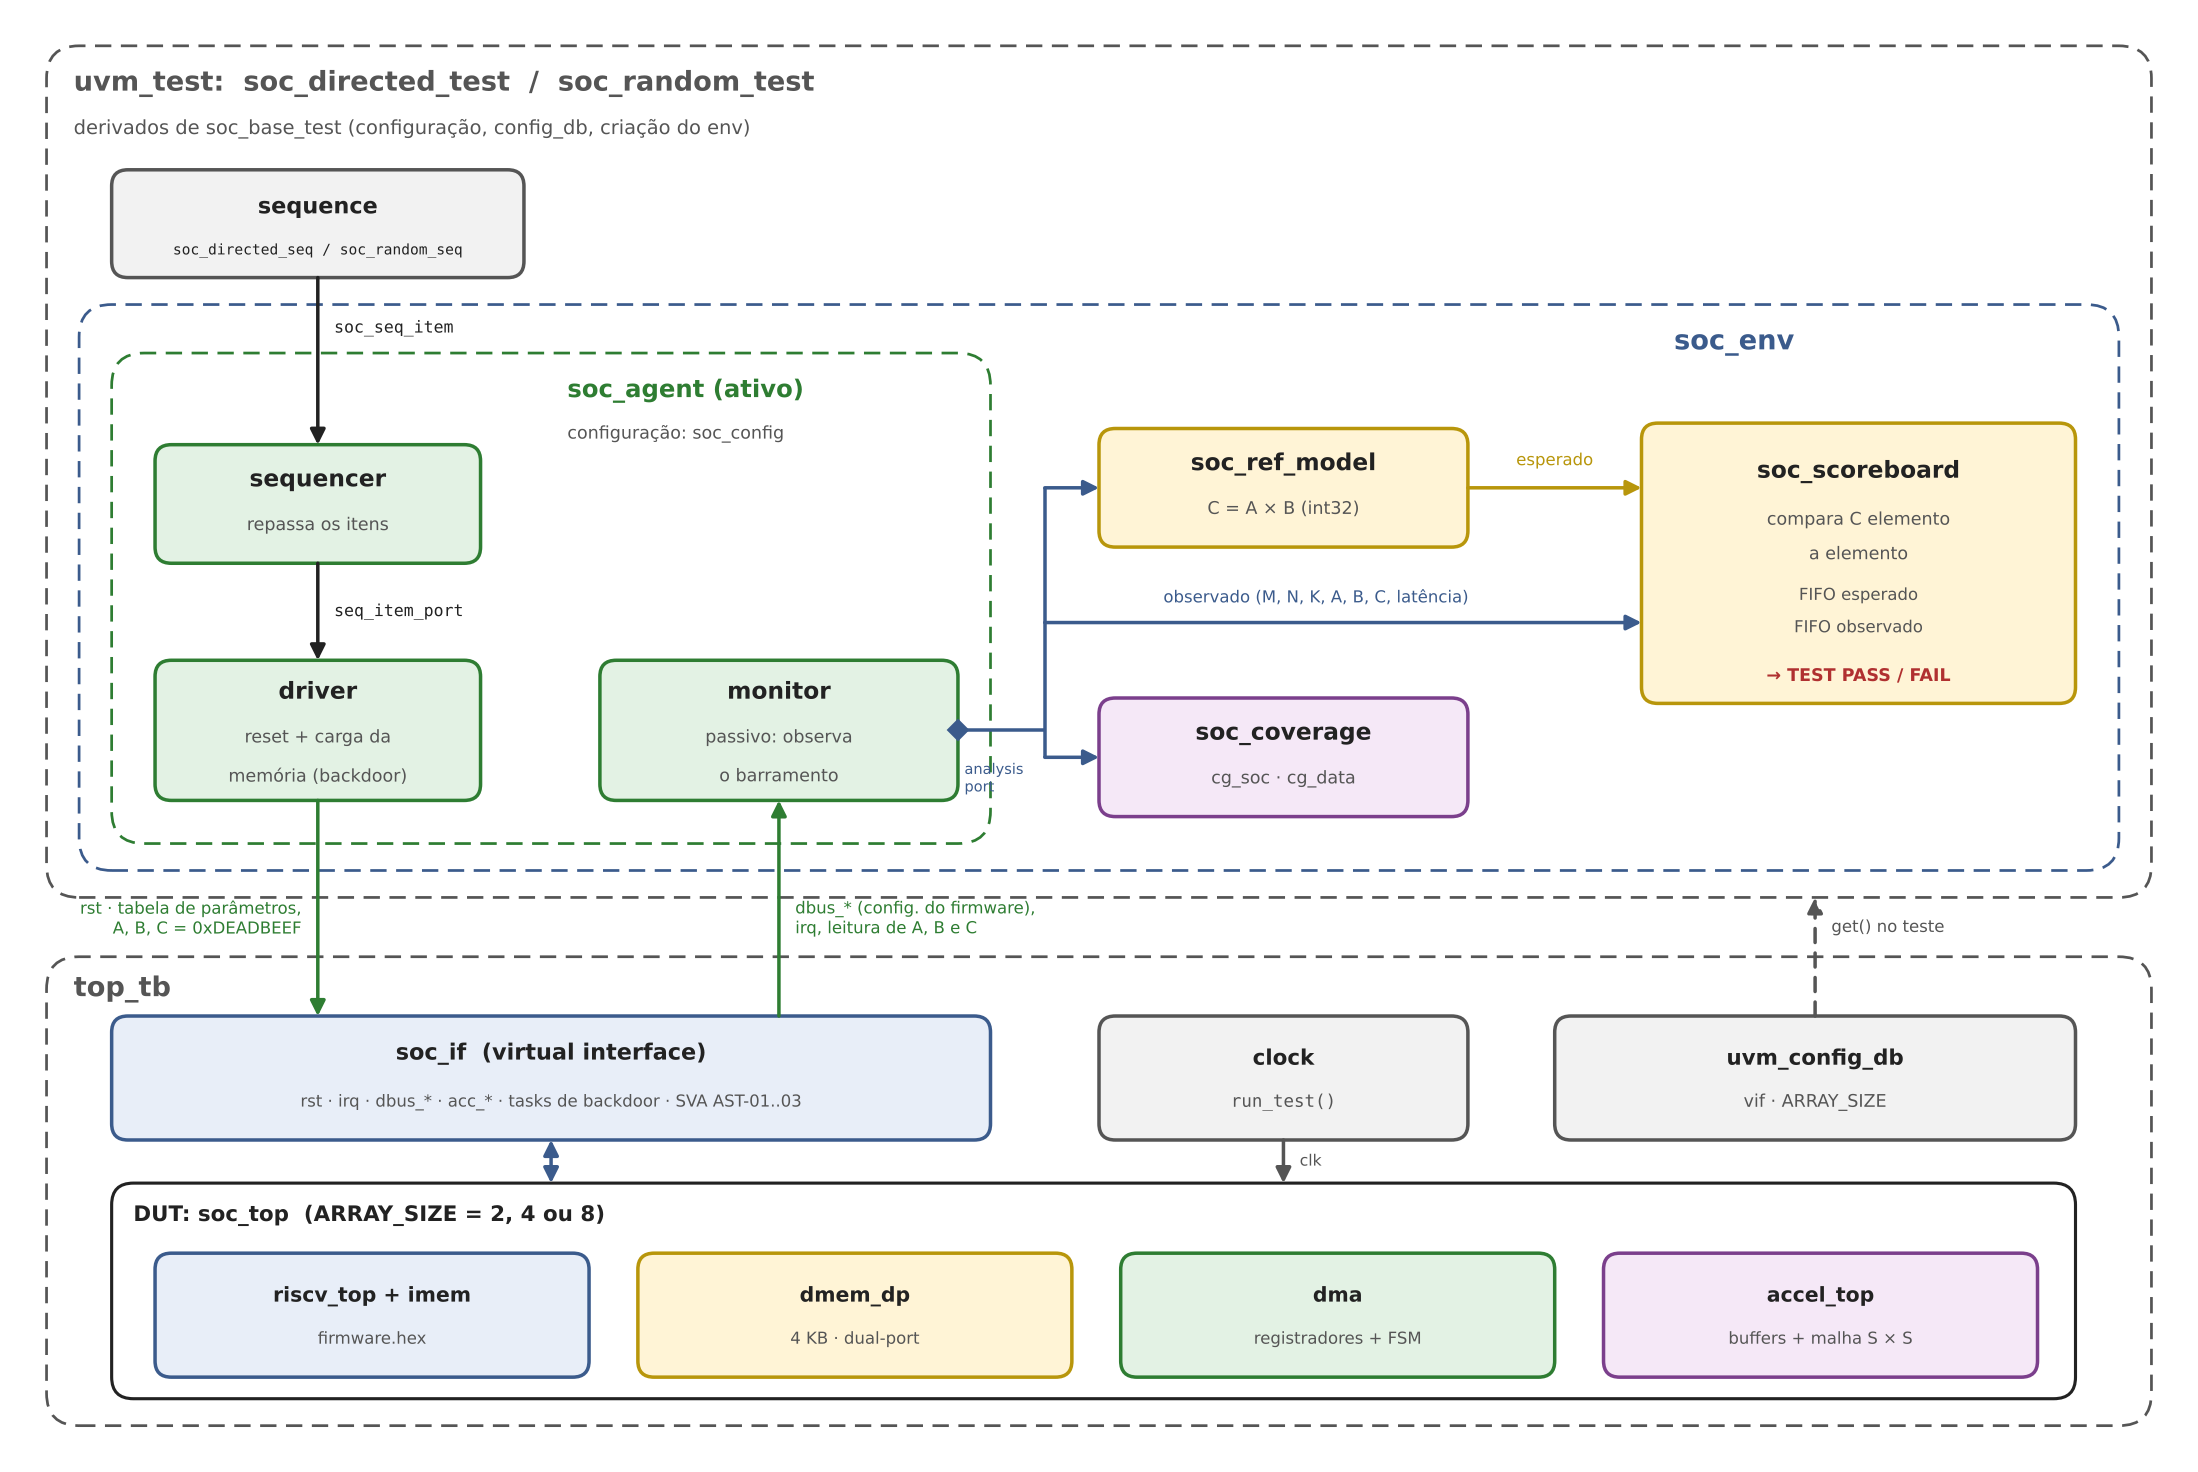 uvm_test:  soc_directed_test  /  soc_random_test
derivados de soc_base_test (configuração, config_db, criação do env)
sequence
soc_directed_seq / soc_random_seq
soc_seq_item
soc_env
soc_agent (ativo)
configuração: soc_config
sequencer
repassa os itens
seq_item_port
driver
reset + carga da
memória (backdoor)
monitor
passivo: observa
o barramento
analysis
port
soc_ref_model
C = A × B (int32)
esperado
observado (M, N, K, A, B, C, latência)
soc_coverage
cg_soc · cg_data
soc_scoreboard
compara C elemento
a elemento
FIFO esperado
FIFO observado
→ TEST PASS / FAIL
rst · tabela de parâmetros,
A, B, C = 0xDEADBEEF
dbus_* (config. do firmware),
irq, leitura de A, B e C
get() no teste
top_tb
soc_if  (virtual interface)
rst · irq · dbus_* · acc_* · tasks de backdoor · SVA AST-01..03
clock
run_test()
uvm_config_db
vif · ARRAY_SIZE
clk
DUT: soc_top  (ARRAY_SIZE = 2, 4 ou 8)
riscv_top + imem
firmware.hex
dmem_dp
4 KB · dual-port
dma
registradores + FSM
accel_top
buffers + malha S × S